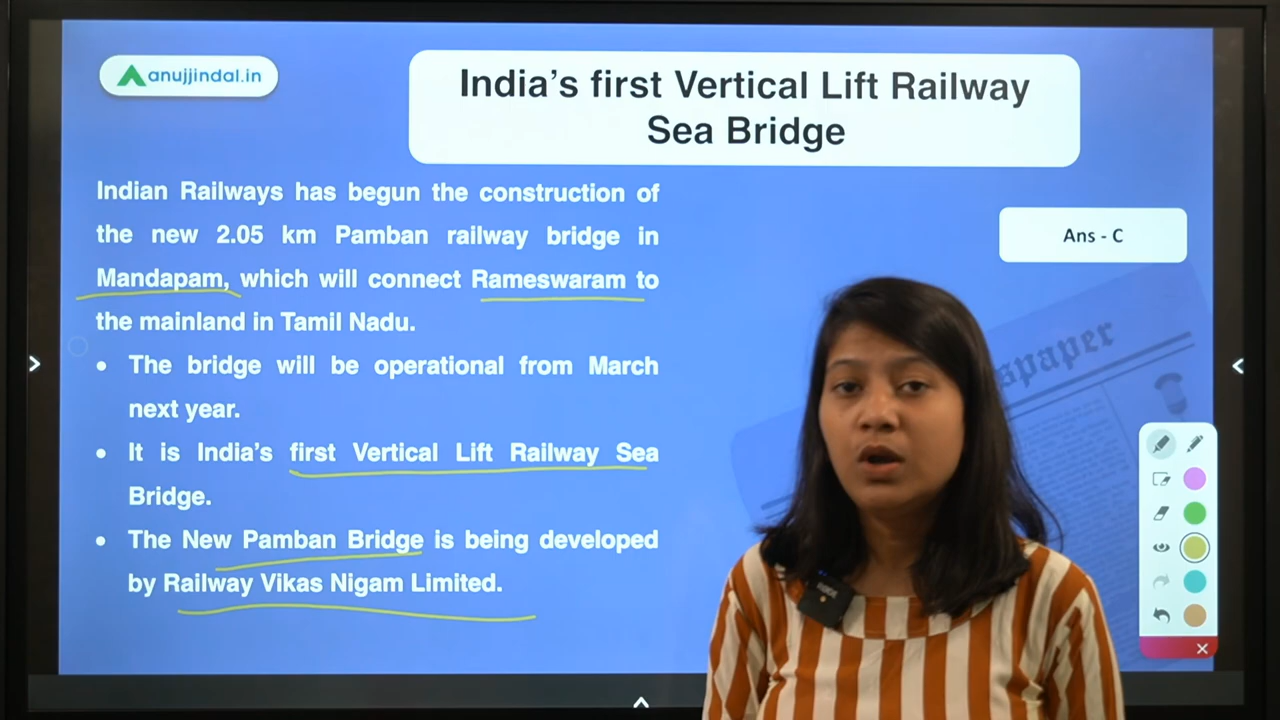 anujjindal.in
India's first Vertical Lift Railway
Sea Bridge
Indian Railways has begun the construction of
the new 2.05 km Pamban railway bridge in
Mandapam, which will connect Rameswaram to
the mainland in Tamil Nadu.
• The bridge will be operational from March
next year.
• It is India's first Vertical Lift Railway Sea
Bridge.
• The New Pamban Bridge is being developed
by Railway Vikas Nigam Limited.
Ans - C
spaper